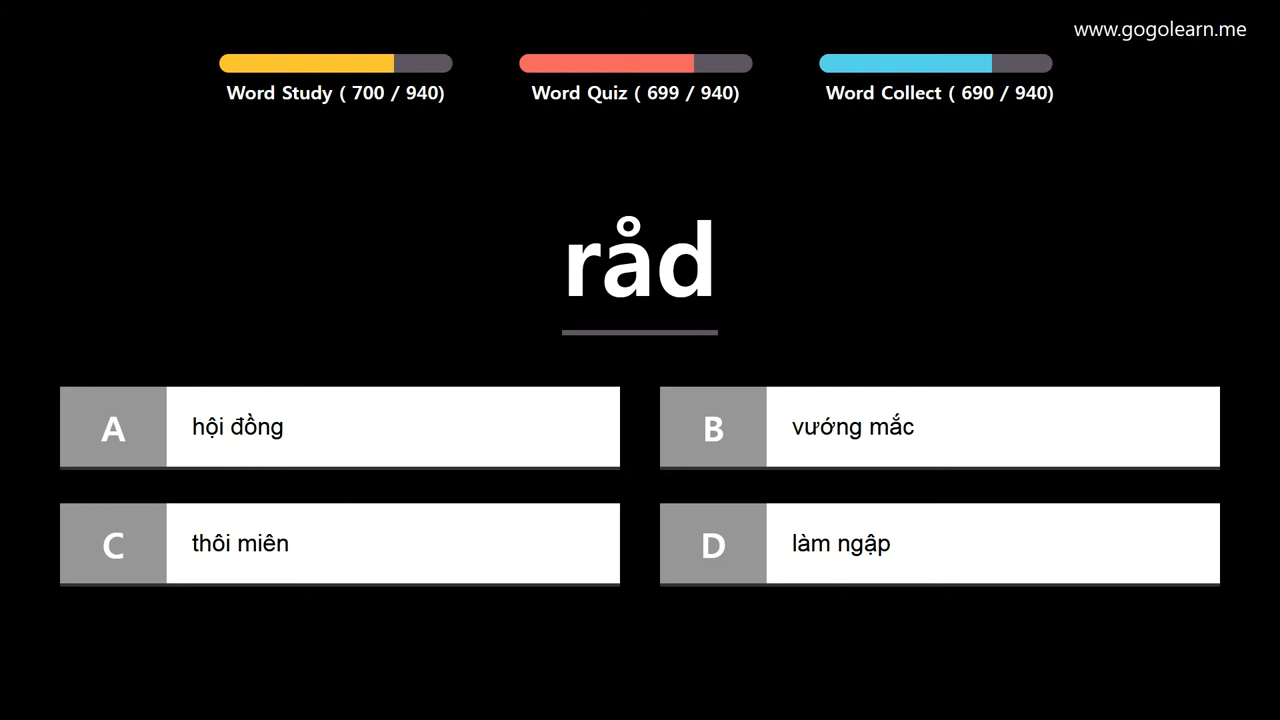 www.gogolearn.me
Word Study ( 700 / 940)
Word Quiz ( 699 / 940)
Word Collect ( 690 / 940)
råd
A hội đồng
B vướng mắc
C thôi miên
D làm ngập